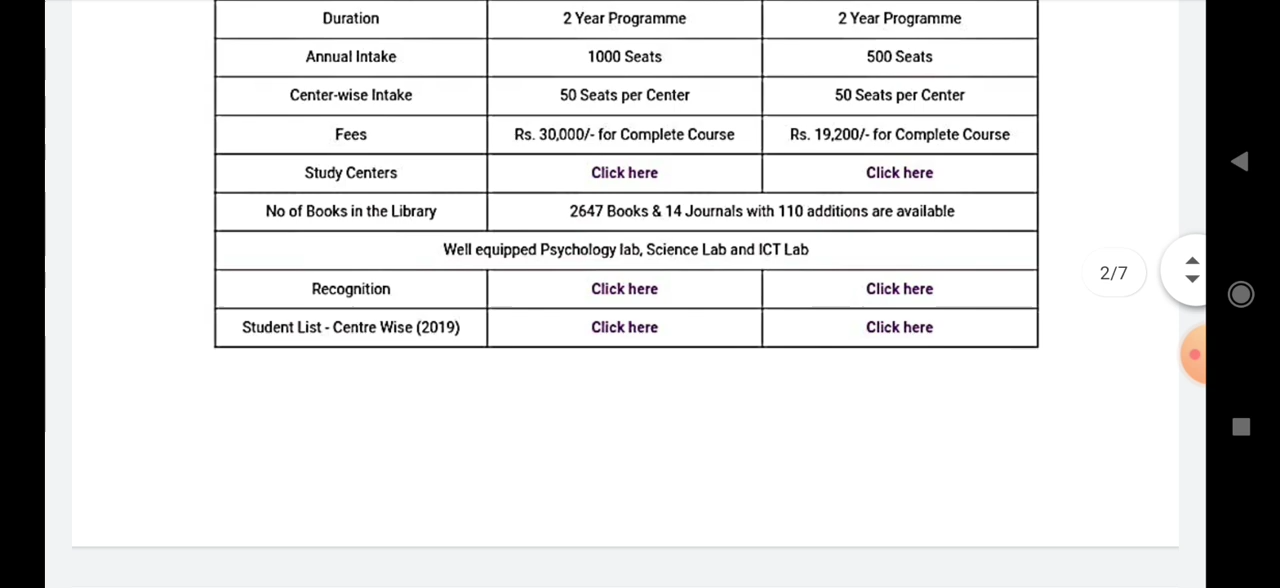 Duration 2 Year Programme 2 Year Programme
Annual Intake 1000 Seats 500 Seats
Center-wise Intake 50 Seats per Center 50 Seats per Center
Fees Rs. 30,000/- for Complete Course Rs. 19,200/- for Complete Course
Study Centers Click here Click here
No of Books in the Library 2647 Books & 14 Journals with 110 additions are available
Well equipped Psychology lab, Science Lab and ICT Lab
Recognition Click here Click here
Student List - Centre Wise (2019) Click here Click here
2/7